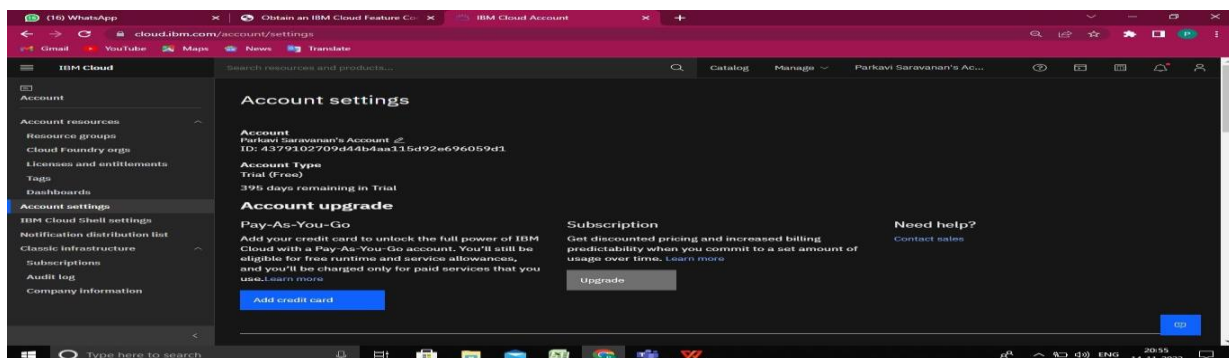 (16) WhatsApp
Obtain an IBM Cloud Feature Co
IBM Cloud Account
cloud.ibm.com/account/settings
Gmail YouTube Maps News Translate
IBM Cloud Search resources and products... Catalog Manage Parkavi Saravanan's Ac...
Account
Account resources
Resource groups
Cloud Foundry orgs
Licenses and entitlements
Tags
Dashboards
Account settings
IBM Cloud Shell settings
Notification distribution list
Classic infrastructure
Subscriptions
Audit log
Company information
Account settings
Account
Parkavi Saravanan's Account
ID: 4379102709d44b4aa115d92e696059d1
Account Type
Trial (Free)
395 days remaining in Trial
Account upgrade
Pay-As-You-Go
Add your credit card to unlock the full power of IBM
Cloud with a Pay-As-You-Go account. You'll still be
eligible for free runtime and service allowances,
and you'll be charged only for paid services that you
use.Learn more
Add credit card
Subscription
Get discounted pricing and increased billing
predictability when you commit to a set amount of
usage over time. Learn more
Upgrade
Need help?
Contact sales
Type here to search
ENG
20:55